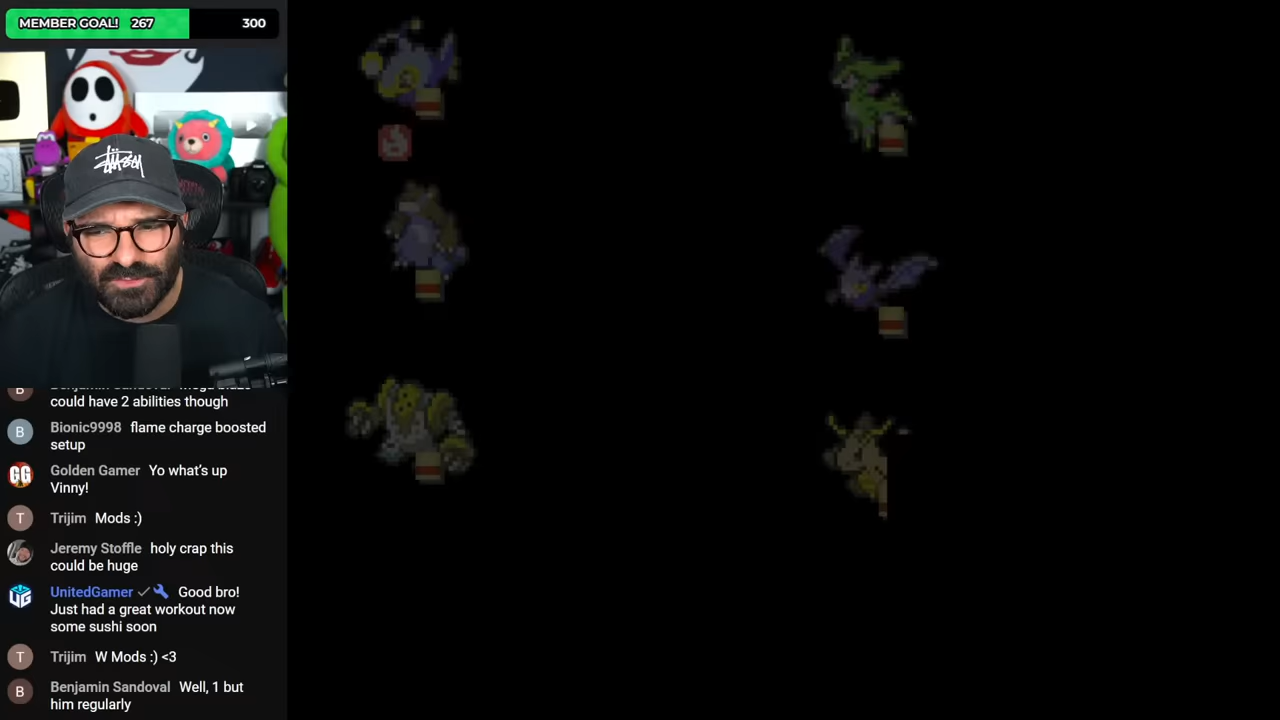 MEMBER GOAL! 267 300
STÜSSY
could have 2 abilities though
Bionic9998 flame charge boosted
setup
Golden Gamer Yo what's up
Vinny!
Trijim Mods :)
Jeremy Stoffle holy crap this
could be huge
UnitedGamer Good bro!
Just had a great workout now
some sushi soon
Trijim W Mods :) <3
Benjamin Sandoval Well, 1 but
him regularly